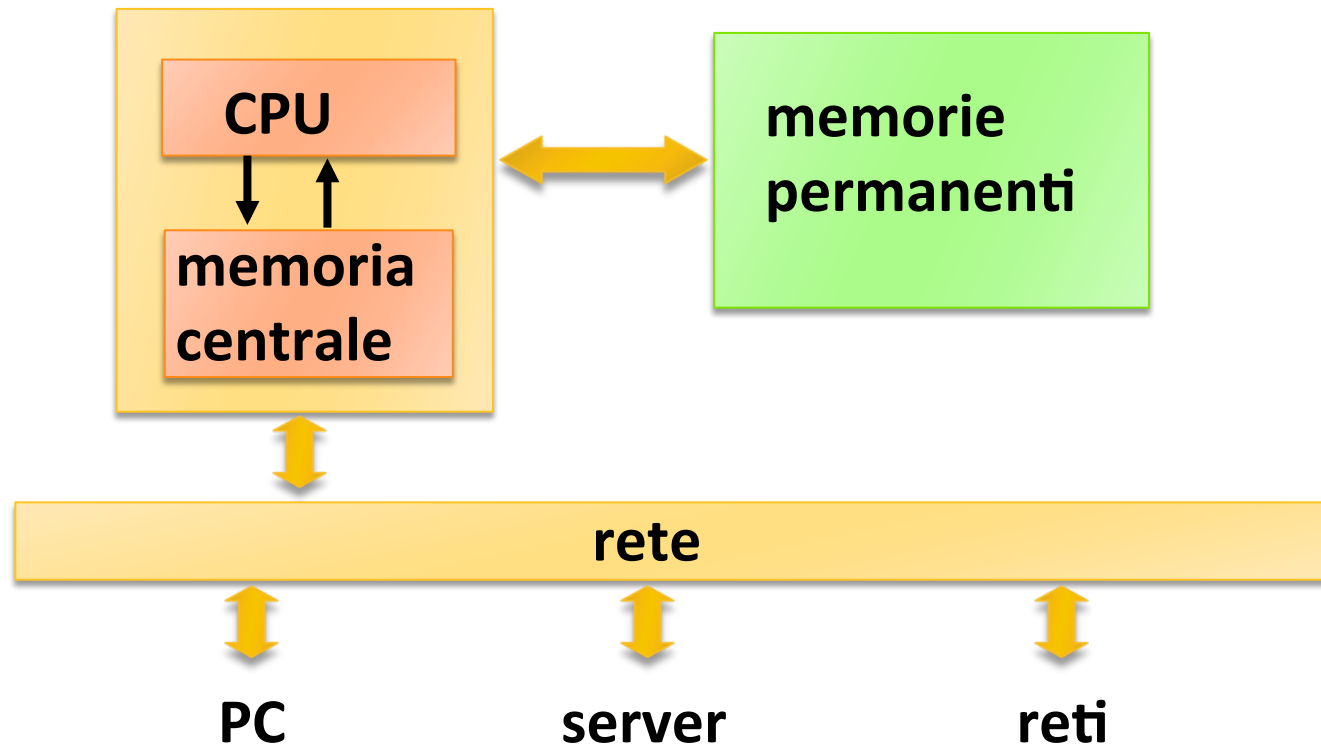 CPU
memoria
centrale
memorie
permanenti
rete
PC
server
reti